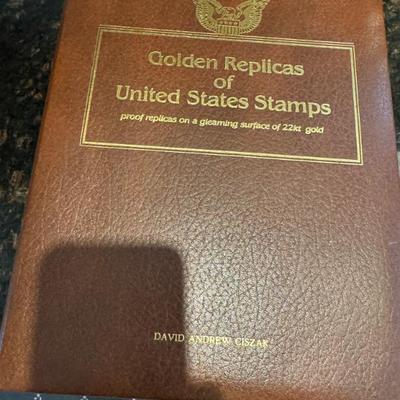 Golden Replicas
of
United States Stamps
proof replicas on a gleaming surface of 22kt gold
DAVID ANDREW CISZAK